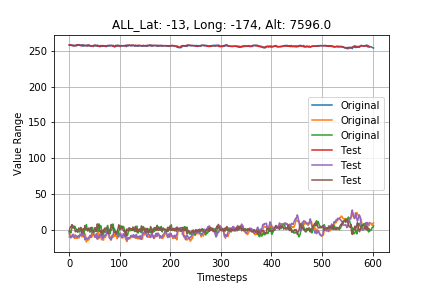 ALL_Lat: -13, Long: -174, Alt: 7596.0
Value Range
250
200
150
100
50
0
Original
Original
Original
Test
Test
Test
0
100
200
300
400
500
600
Timesteps